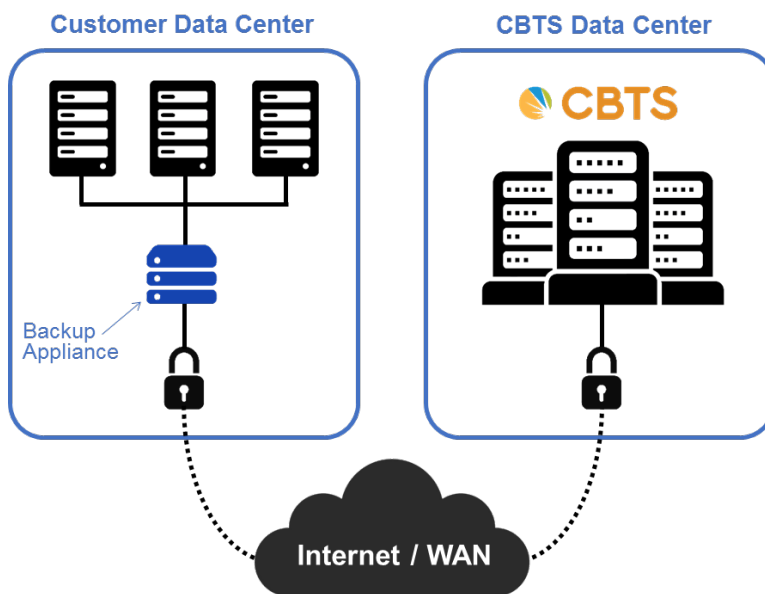 Customer Data Center
CBTS Data Center
CBTS
Backup
Appliance
Internet / WAN